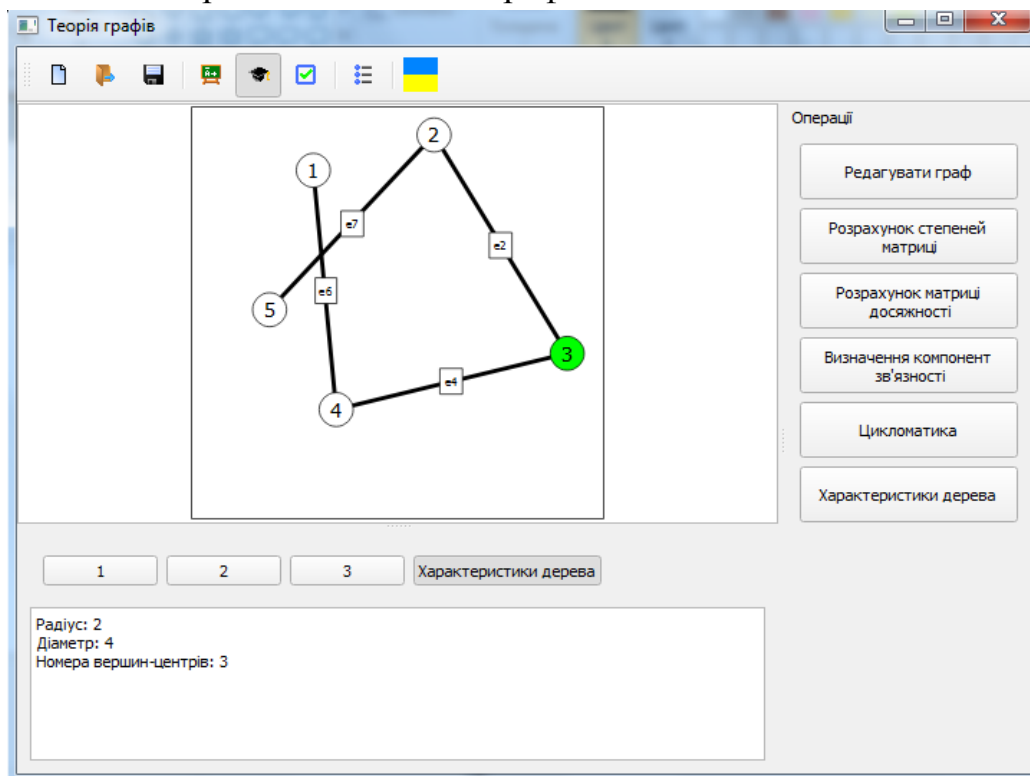 Теорія графів
Операції
Редагувати граф
Розрахунок степеней
матриці
Розрахунок матриці
досяжності
Визначення компонент
зв'язності
Цикломатика
Характеристики дерева
1
2
e7
e2
5
e6
3
e4
4
1
2
3
Характеристики дерева
Радіус: 2
Діаметр: 4
Номера вершин-центрів: 3